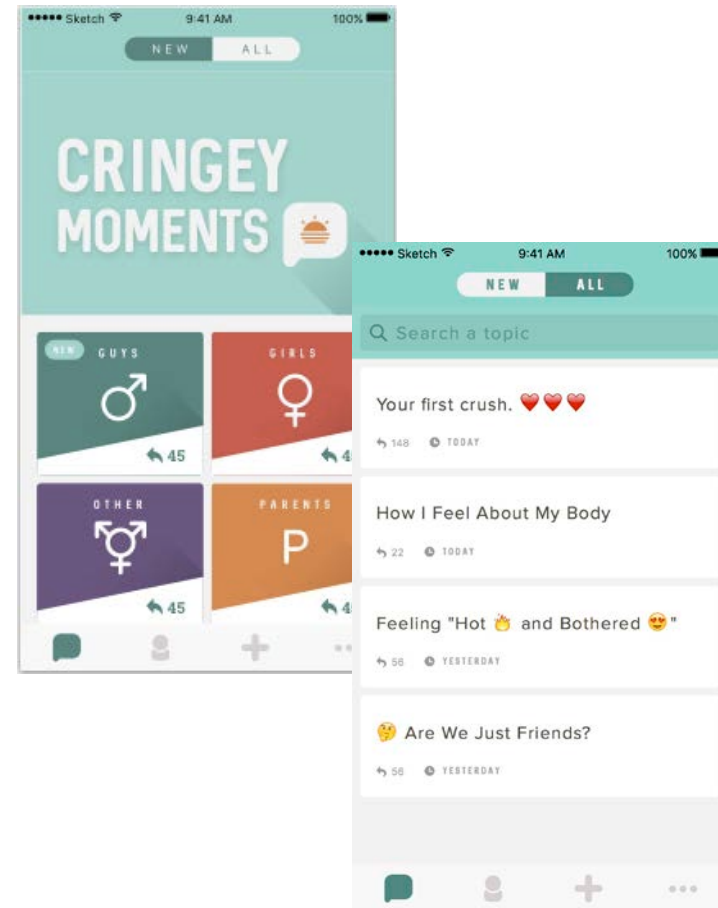 Sketch 9:41 AM 100%
NEW ALL
CRINGEY
MOMENTS
NEW GUYS GIRLS
45
OTHER PARENTS
P
45
Sketch 9:41 AM 100%
NEW ALL
Search a topic
Your first crush. ❤️❤️❤️
148 TODAY
How I Feel About My Body
22 TODAY
Feeling "Hot 🔥 and Bothered 😍"
56 YESTERDAY
🤔 Are We Just Friends?
56 YESTERDAY